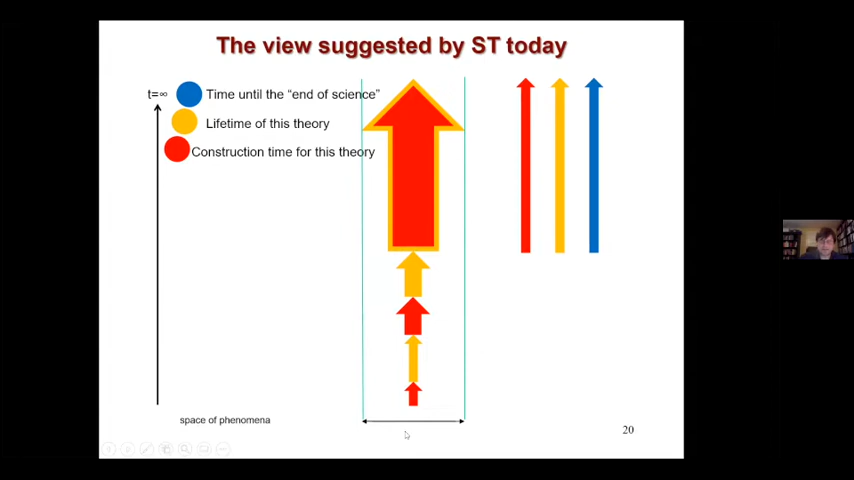 The view suggested by ST today
t=∞
Time until the “end of science”
Lifetime of this theory
Construction time for this theory
space of phenomena
20